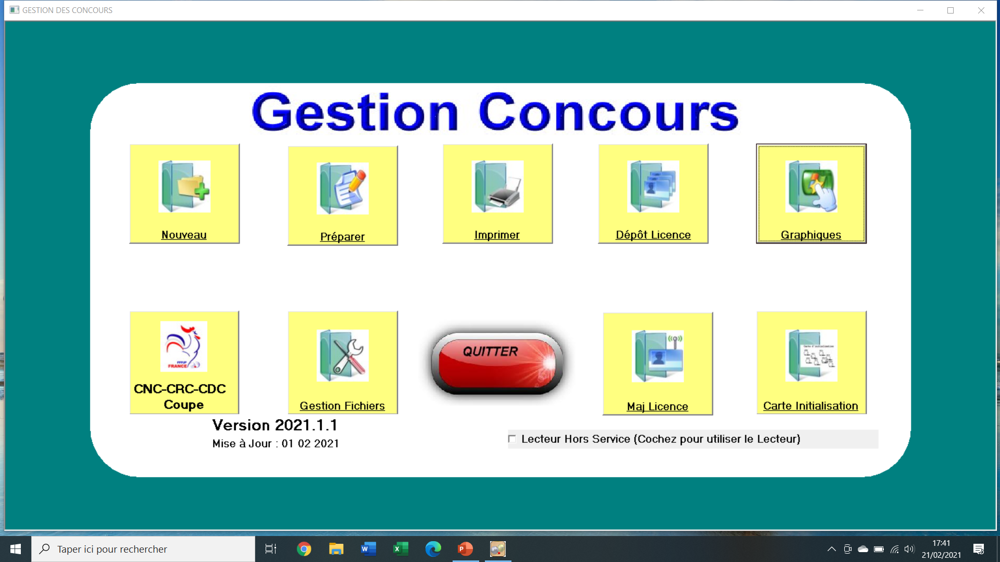 GESTION DES CONCOURS
Gestion Concours
Nouveau
Préparer
Imprimer
Dépôt Licence
Graphiques
FFPJP
FRANCE
CNC-CRC-CDC
Coupe
Gestion Fichiers
QUITTER
Maj Licence
Carte d'initialisation
Carte Initialisation
Version 2021.1.1
Mise à Jour : 01 02 2021
Lecteur Hors Service (Cochez pour utiliser le Lecteur)
Taper ici pour rechercher
17:41
21/02/2021